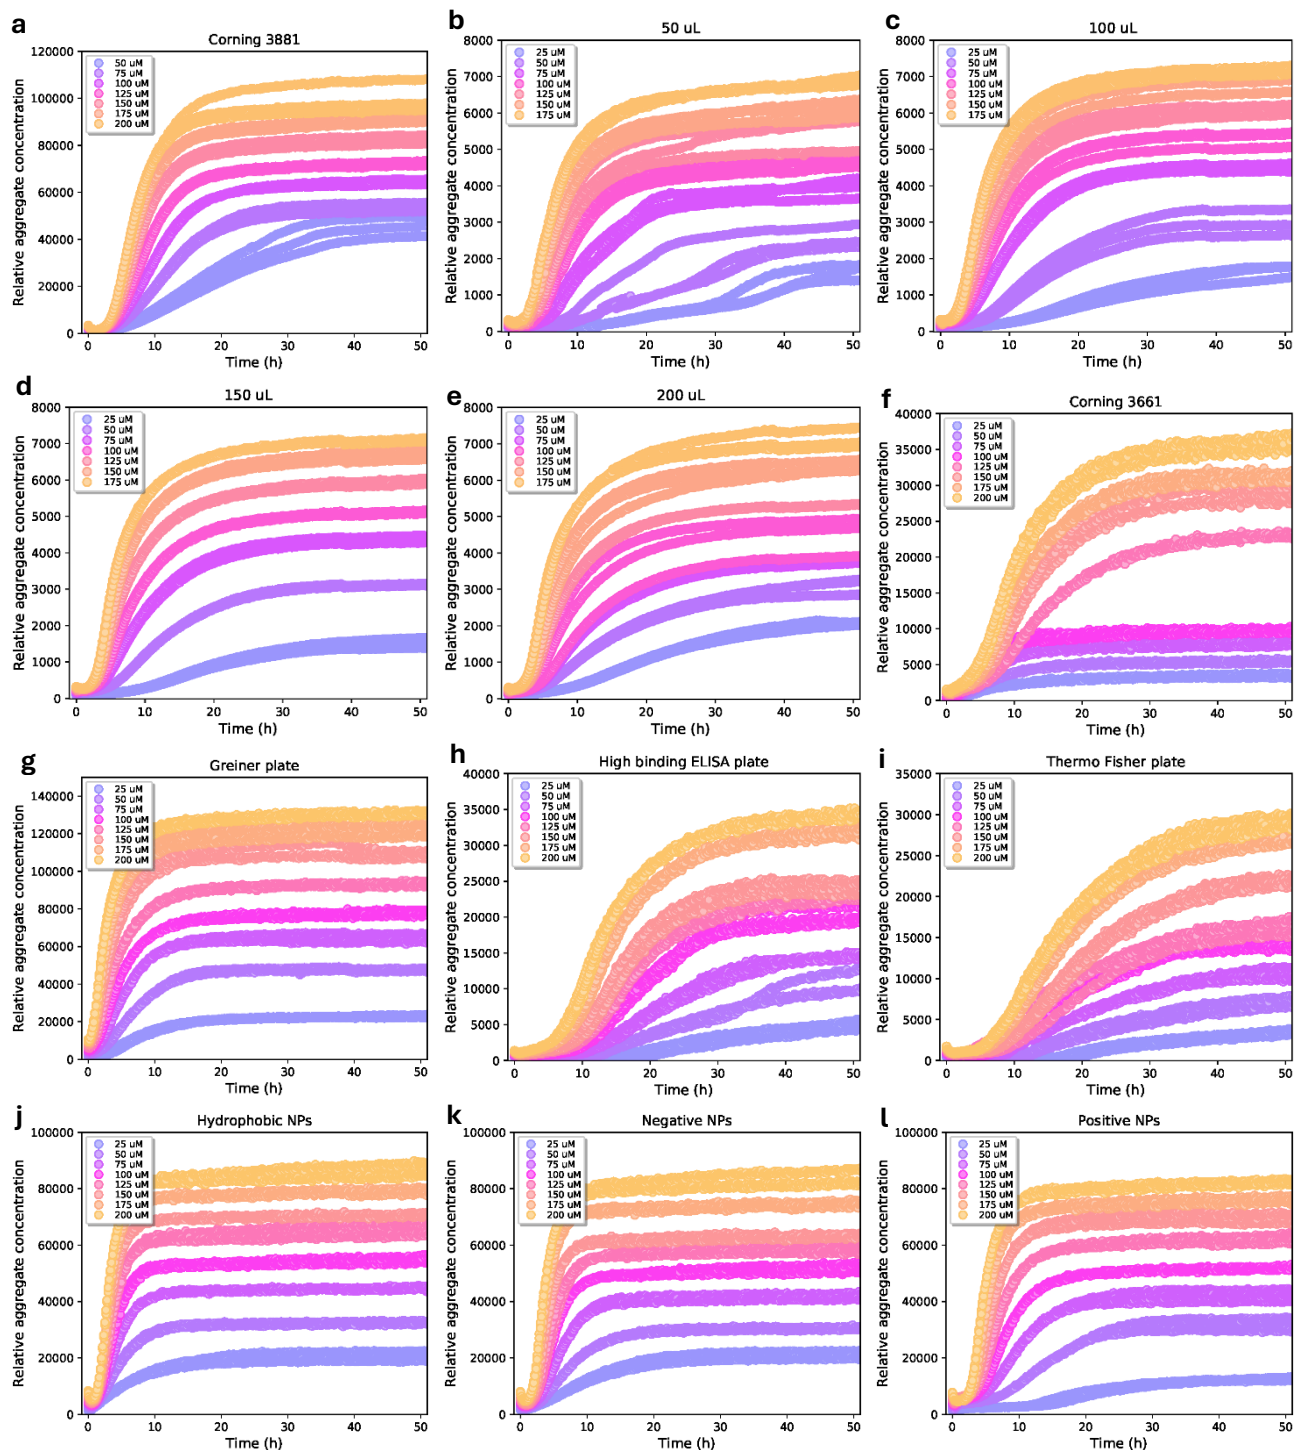 a
Corning 3881
Relative aggregate concentration
120000
100000
80000
60000
40000
20000
0
50 uM
75 uM
100 uM
125 uM
150 uM
175 uM
200 uM
0 10 20 30 40 50
Time (h)
b
50 uL
Relative aggregate concentration
8000
7000
6000
5000
4000
3000
2000
1000
0
25 uM
50 uM
75 uM
100 uM
125 uM
150 uM
175 uM
0 10 20 30 40 50
Time (h)
c
100 uL
Relative aggregate concentration
8000
7000
6000
5000
4000
3000
2000
1000
0
25 uM
50 uM
75 uM
100 uM
125 uM
150 uM
175 uM
0 10 20 30 40 50
Time (h)
d
150 uL
Relative aggregate concentration
8000
7000
6000
5000
4000
3000
2000
1000
0
25 uM
50 uM
75 uM
100 uM
125 uM
150 uM
175 uM
0 10 20 30 40 50
Time (h)
e
200 uL
Relative aggregate concentration
8000
7000
6000
5000
4000
3000
2000
1000
0
25 uM
50 uM
75 uM
100 uM
125 uM
150 uM
175 uM
0 10 20 30 40 50
Time (h)
f
Corning 3661
Relative aggregate concentration
40000
35000
30000
25000
20000
15000
10000
5000
0
25 uM
50 uM
75 uM
100 uM
125 uM
150 uM
175 uM
200 uM
0 10 20 30 40 50
Time (h)
g
Greiner plate
Relative aggregate concentration
140000
120000
100000
80000
60000
40000
20000
0
25 uM
50 uM
75 uM
100 uM
125 uM
150 uM
175 uM
200 uM
0 10 20 30 40 50
Time (h)
h
High binding ELISA plate
Relative aggregate concentration
40000
35000
30000
25000
20000
15000
10000
5000
0
25 uM
50 uM
75 uM
100 uM
125 uM
150 uM
175 uM
200 uM
0 10 20 30 40 50
Time (h)
i
Thermo Fisher plate
Relative aggregate concentration
35000
30000
25000
20000
15000
10000
5000
0
25 uM
50 uM
75 uM
100 uM
125 uM
150 uM
175 uM
200 uM
0 10 20 30 40 50
Time (h)
j
Hydrophobic NPs
Relative aggregate concentration
100000
80000
60000
40000
20000
0
25 uM
50 uM
75 uM
100 uM
125 uM
150 uM
175 uM
200 uM
0 10 20 30 40 50
Time (h)
k
Negative NPs
Relative aggregate concentration
100000
80000
60000
40000
20000
0
25 uM
50 uM
75 uM
100 uM
125 uM
150 uM
175 uM
200 uM
0 10 20 30 40 50
Time (h)
l
Positive NPs
Relative aggregate concentration
100000
80000
60000
40000
20000
0
25 uM
50 uM
75 uM
100 uM
125 uM
150 uM
175 uM
200 uM
0 10 20 30 40 50
Time (h)